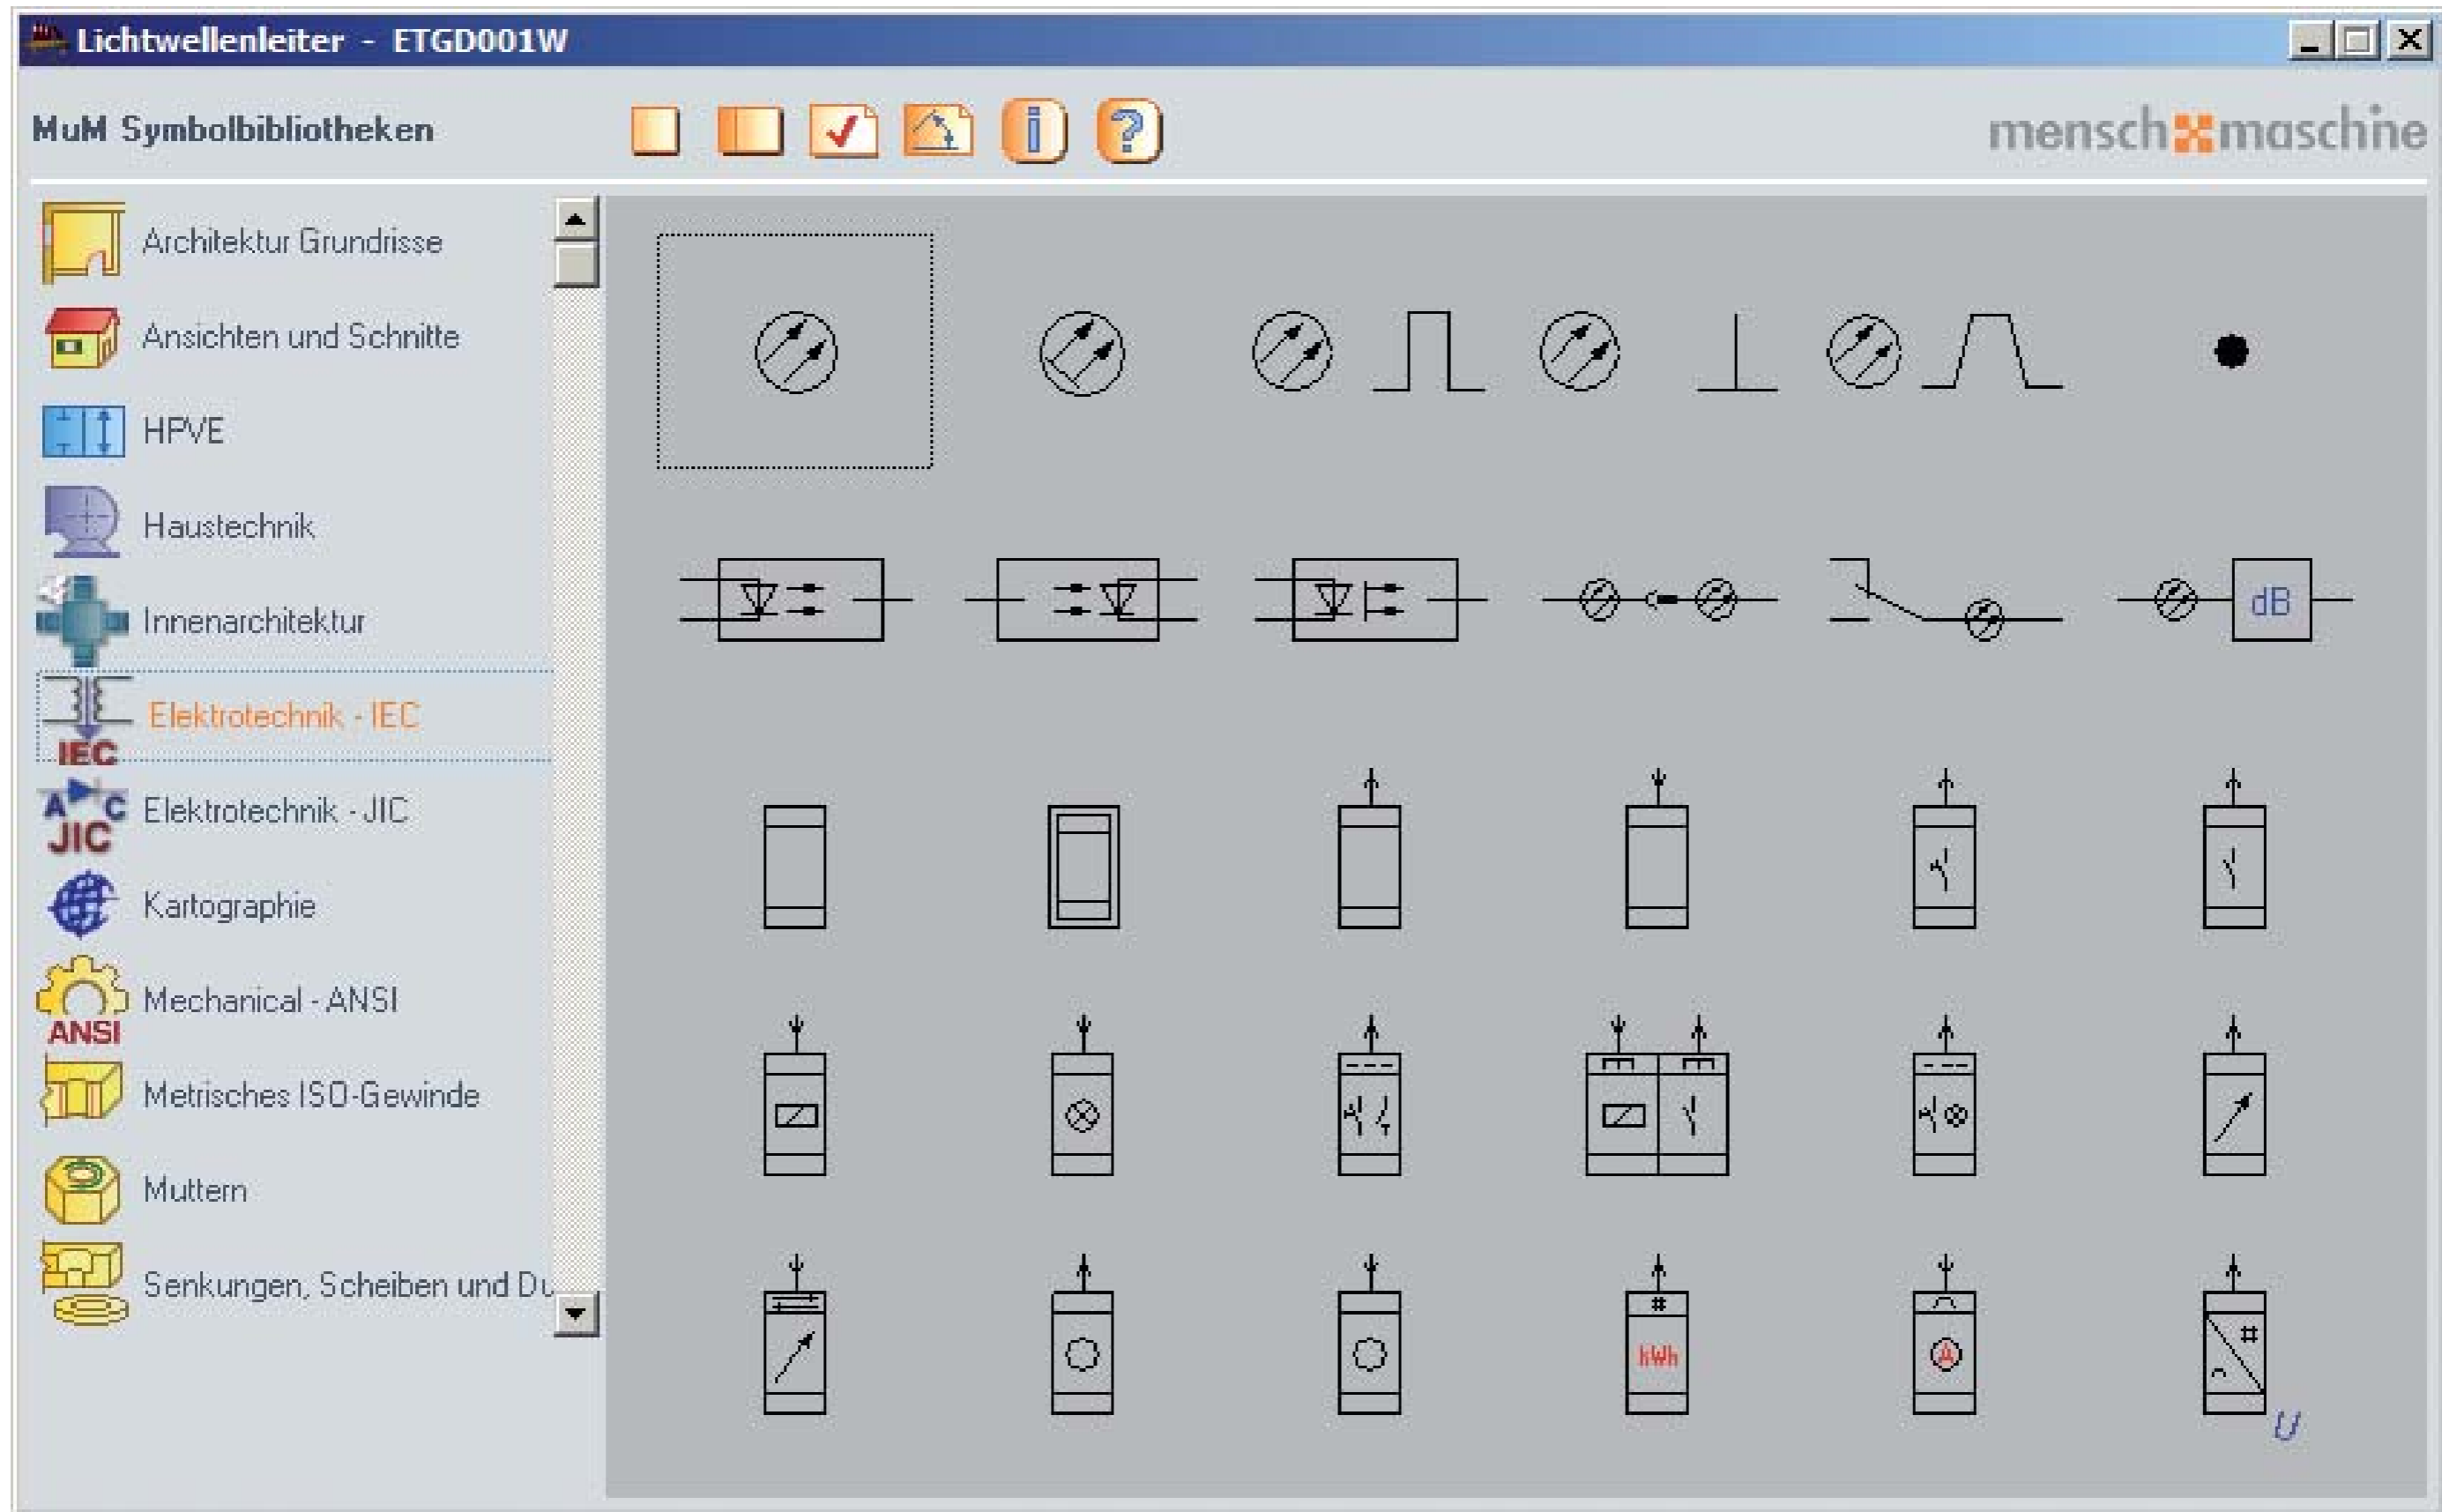 Lichtwellenleiter - ETGD001W
MuM Symbolbibliotheken
i
?
mensch maschine
Architektur Grundrisse
Ansichten und Schnitte
HPVE
Haustechnik
Innenarchitektur
IEC
Elektrotechnik - IEC
A C
JIC
Elektrotechnik - JIC
Kartographie
ANSI
Mechanical - ANSI
Metrisches ISO-Gewinde
Muttern
Senkungen, Scheiben und Du
dB
#
kWh
A
#
U